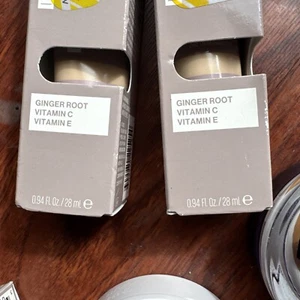 GINGER ROOT
VITAMIN C
VITAMIN E
0.94 Fl. Oz. / 28 mL e
GINGER ROOT
VITAMIN C
VITAMIN E
0.94 Fl. Oz. / 28 mL e